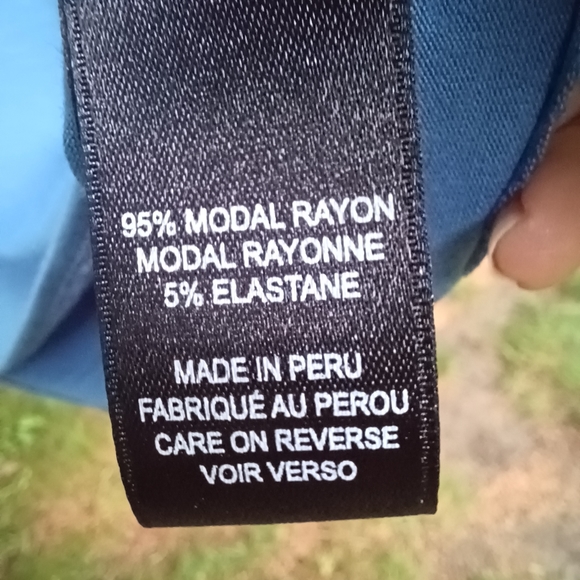 95% MODAL RAYON
MODAL RAYONNE
5% ELASTANE
MADE IN PERU
FABRIQUÉ AU PEROU
CARE ON REVERSE
VOIR VERSO